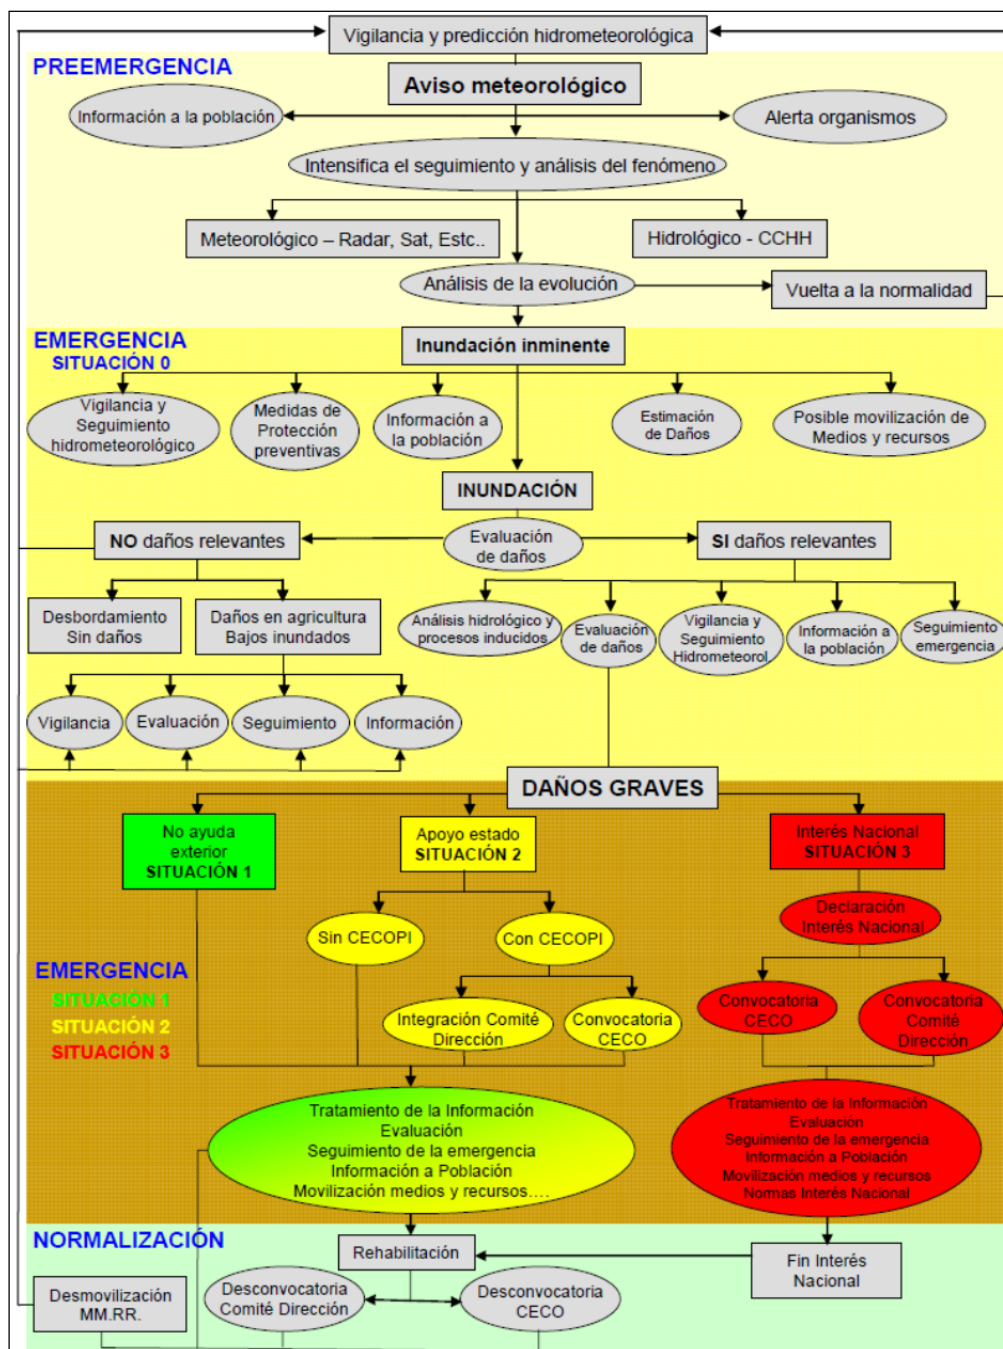 Vigilancia y predicción hidrometeorológica
PREEMERGENCIA
Aviso meteorológico
Información a la población
Alerta organismos
Intensifica el seguimiento y análisis del fenómeno
Meteorológico – Radar, Sat, Estc..
Hidrológico - CCHH
Análisis de la evolución
Vuelta a la normalidad
EMERGENCIA
SITUACIÓN 0
Inundación inminente
Vigilancia y
Seguimiento
hidrometeorológico
Medidas de
Protección
preventivas
Información a
la población
Estimación
de Daños
Posible movilización de
Medios y recursos
INUNDACIÓN
NO daños relevantes
Evaluación
de daños
SI daños relevantes
Desbordamiento
Sin daños
Daños en agricultura
Bajos inundados
Análisis hidrológico y
procesos inducidos
Evaluación
de daños
Vigilancia y
Seguimiento
Hidrometeorol
Información a
la población
Seguimiento
emergencia
Vigilancia
Evaluación
Seguimiento
Información
DAÑOS GRAVES
No ayuda
exterior
SITUACIÓN 1
Apoyo estado
SITUACIÓN 2
Interés Nacional
SITUACIÓN 3
Sin CECOPI
Con CECOPI
Declaración
Interés Nacional
EMERGENCIA
SITUACIÓN 1
SITUACIÓN 2
SITUACIÓN 3
Integración Comité
Dirección
Convocatoria
CECO
Convocatoria
CECO
Convocatoria
Comité
Dirección
Tratamiento de la Información
Evaluación
Seguimiento de la emergencia
Información a Población
Movilización medios y recursos….
Tratamiento de la Información
Evaluación
Seguimiento de la emergencia
Información a Población
Movilización medios y recursos
Normas Interés Nacional
NORMALIZACIÓN
Rehabilitación
Fin Interés
Nacional
Desmovilización
MM.RR.
Desconvocatoria
Comité Dirección
Desconvocatoria
CECO